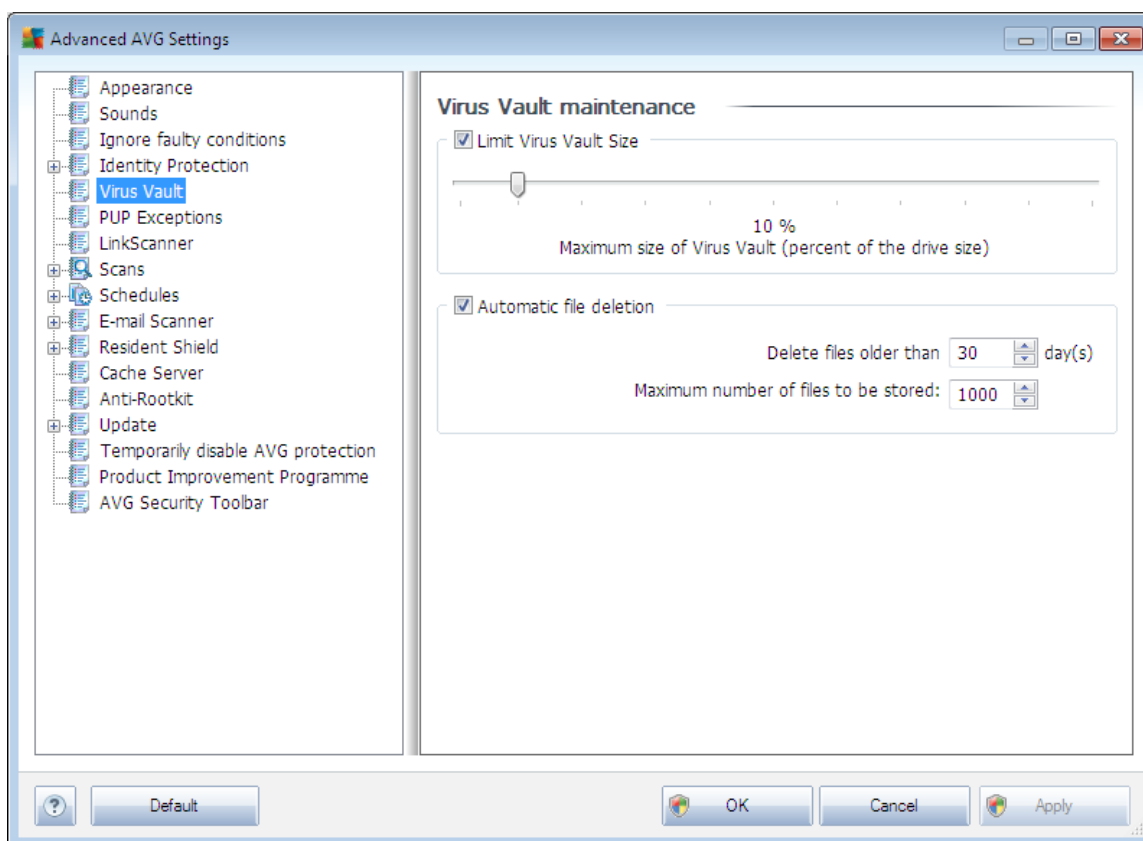 Advanced AVG Settings
Appearance
Sounds
Ignore faulty conditions
Identity Protection
Virus Vault
PUP Exceptions
LinkScanner
Scans
Schedules
E-mail Scanner
Resident Shield
Cache Server
Anti-Rootkit
Update
Temporarily disable AVG protection
Product Improvement Programme
AVG Security Toolbar
Virus Vault maintenance
Limit Virus Vault Size
10 %
Maximum size of Virus Vault (percent of the drive size)
Automatic file deletion
Delete files older than 30 day(s)
Maximum number of files to be stored: 1000
? Default OK Cancel Apply